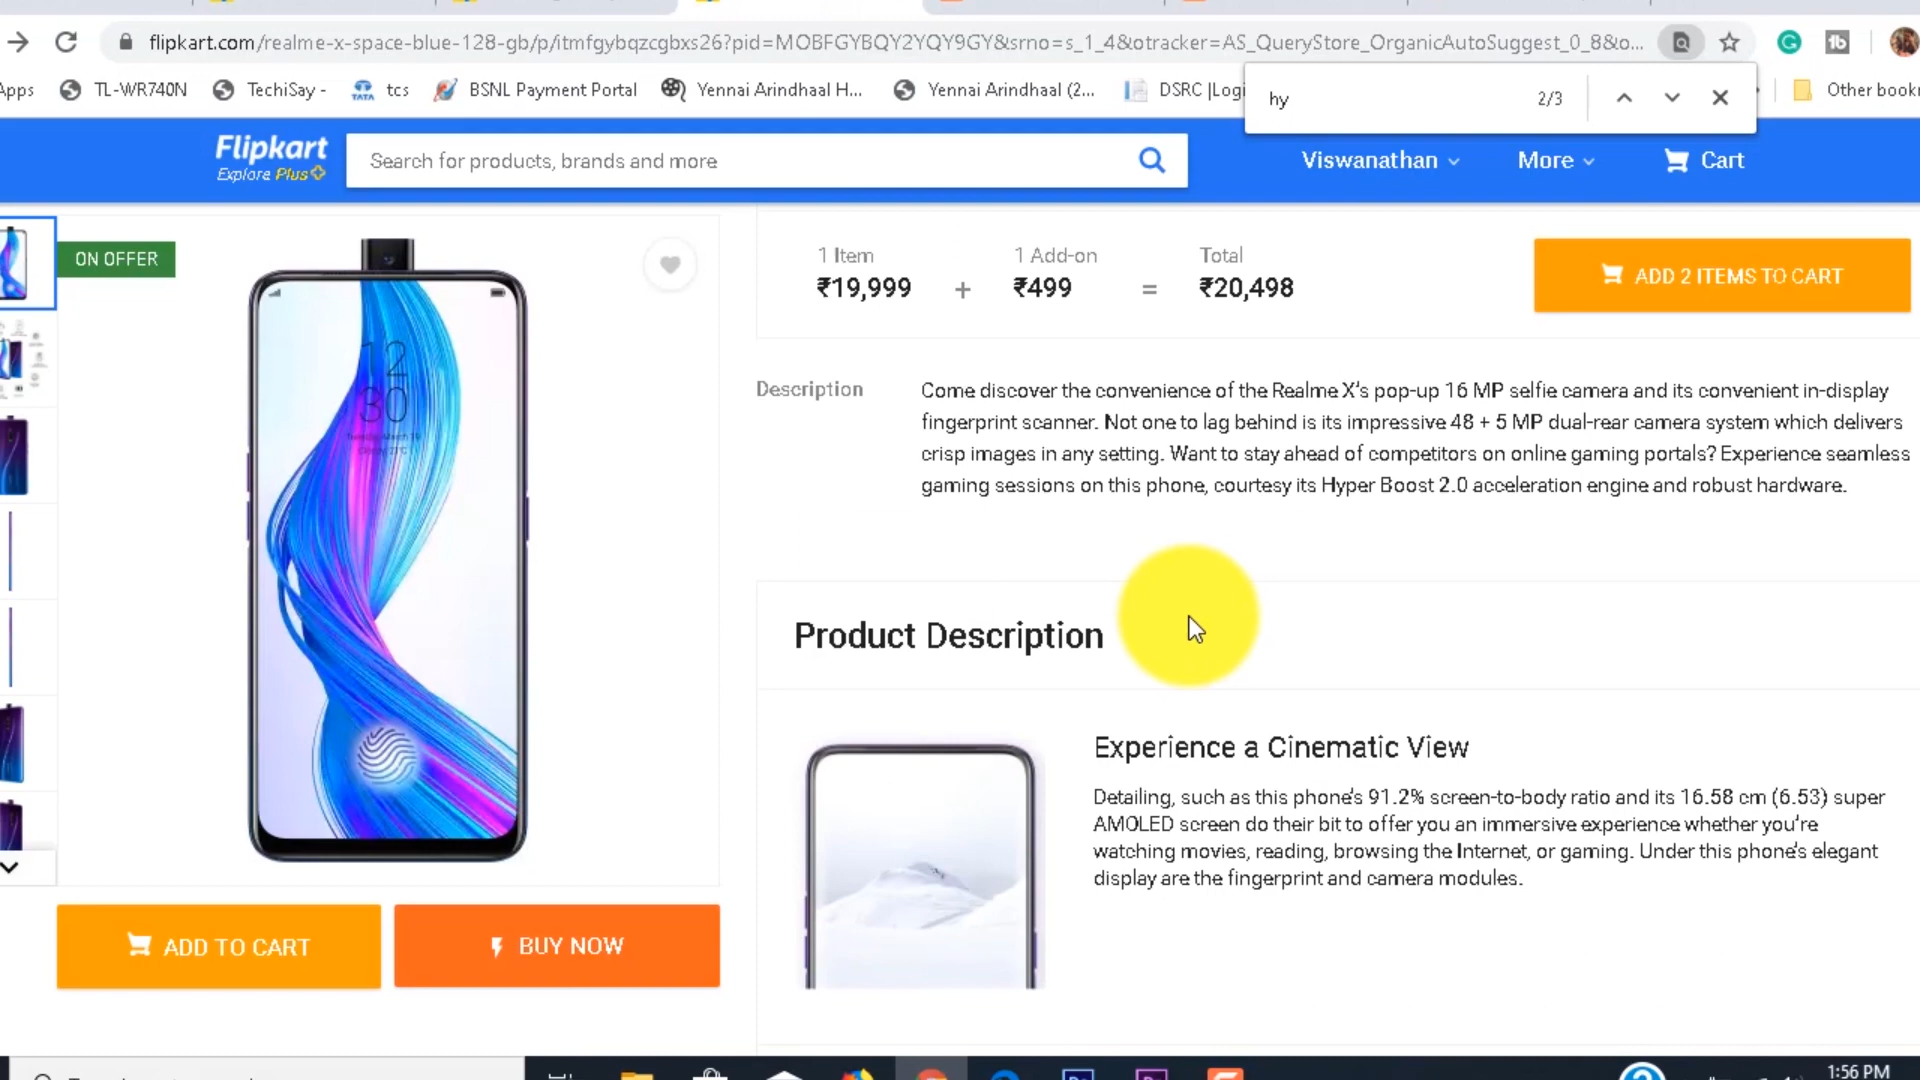 flipkart.com/realme-x-space-blue-128-gb/p/itmfgybqzcgbxs26?pid=MOBFGYBQY2YQY9GY&srno=s_1_4&otracker=AS_QueryStore_OrganicAutoSuggest_0_8&o...
Apps TL-WR740N TechiSay - tcs BSNL Payment Portal Yennai Arindhaal H... Yennai Arindhaal (2... DSRC |Logi Other book
hy 2/3
Flipkart
Explore Plus
Search for products, brands and more
Viswanathan More Cart
ON OFFER
12
30
1 Item 1 Add-on Total
₹19,999 + ₹499 = ₹20,498
ADD 2 ITEMS TO CART
Description
Come discover the convenience of the Realme X's pop-up 16 MP selfie camera and its convenient in-display
fingerprint scanner. Not one to lag behind is its impressive 48 + 5 MP dual-rear camera system which delivers
crisp images in any setting. Want to stay ahead of competitors on online gaming portals? Experience seamless
gaming sessions on this phone, courtesy its Hyper Boost 2.0 acceleration engine and robust hardware.
Product Description
Experience a Cinematic View
Detailing, such as this phone's 91.2% screen-to-body ratio and its 16.58 cm (6.53) super
AMOLED screen do their bit to offer you an immersive experience whether you're
watching movies, reading, browsing the Internet, or gaming. Under this phone's elegant
display are the fingerprint and camera modules.
ADD TO CART
BUY NOW
1:56 PM